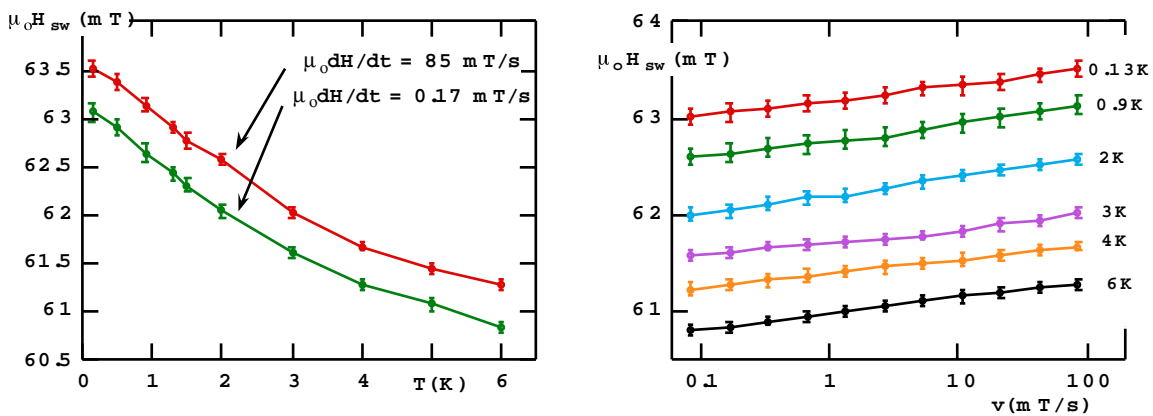 μ₀H_sw(mT)
μ₀dH/dt = 85 mT/s
μ₀dH/dt = 0.17 mT/s
63.5
63
62.5
62
61.5
61
60.5
0 1 2 3 4 5 6
T(K)
64
μ₀H_sw(mT)
63
62
61
0.13K
0.9K
2K
3K
4K
6K
0.1 1 10 100
v(mT/s)